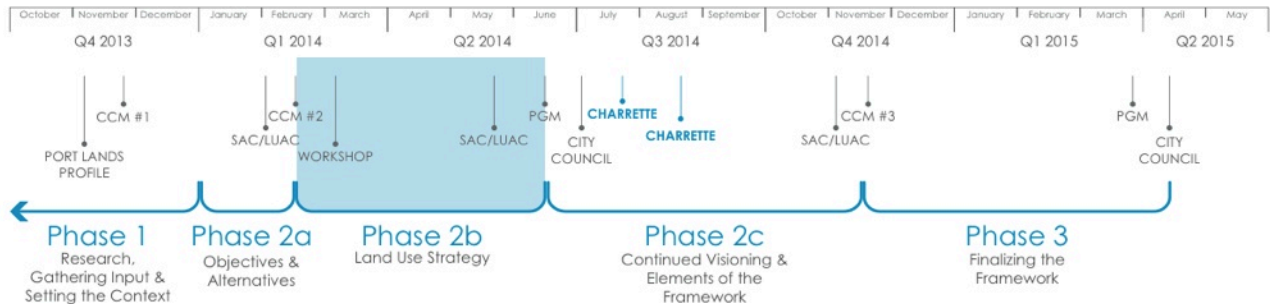 October November December January February March April May June July August September October November December January February March April May
Q4 2013 Q1 2014 Q2 2014 Q3 2014 Q4 2014 Q1 2015 Q2 2015
CCM #1
PORT LANDS
PROFILE
SAC/LUAC
CCM #2
WORKSHOP
SAC/LUAC
PGM
CITY
COUNCIL
CHARRETTE
CHARRETTE
SAC/LUAC
CCM #3
PGM
CITY
COUNCIL
Phase 1
Research,
Gathering Input &
Setting the Context
Phase 2a
Objectives &
Alternatives
Phase 2b
Land Use Strategy
Phase 2c
Continued Visioning &
Elements of the
Framework
Phase 3
Finalizing the
Framework